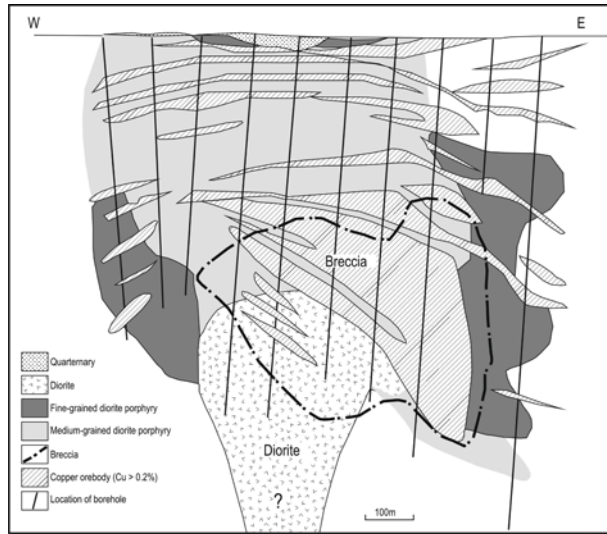 W
E
Breccia
Diorite
?
Quarternary
Diorite
Fine-grained diorite porphyry
Medium-grained diorite porphyry
Breccia
Copper orebody (Cu > 0.2%)
Location of borehole
100m